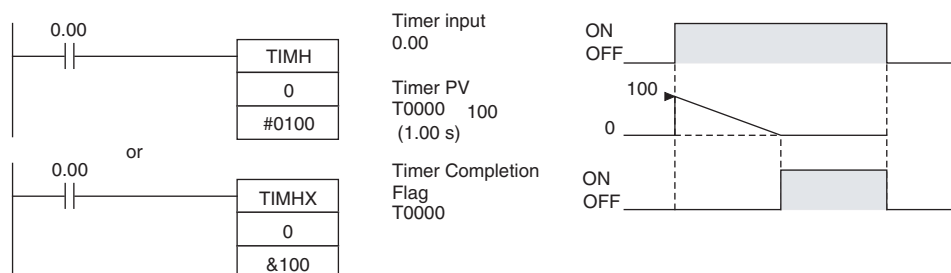 0.00
TIMH
0
#0100
or
0.00
TIMHX
0
&100
Timer input
0.00
Timer PV
T0000 100
(1.00 s)
Timer Completion
Flag
T0000
ON
OFF
100
0
ON
OFF